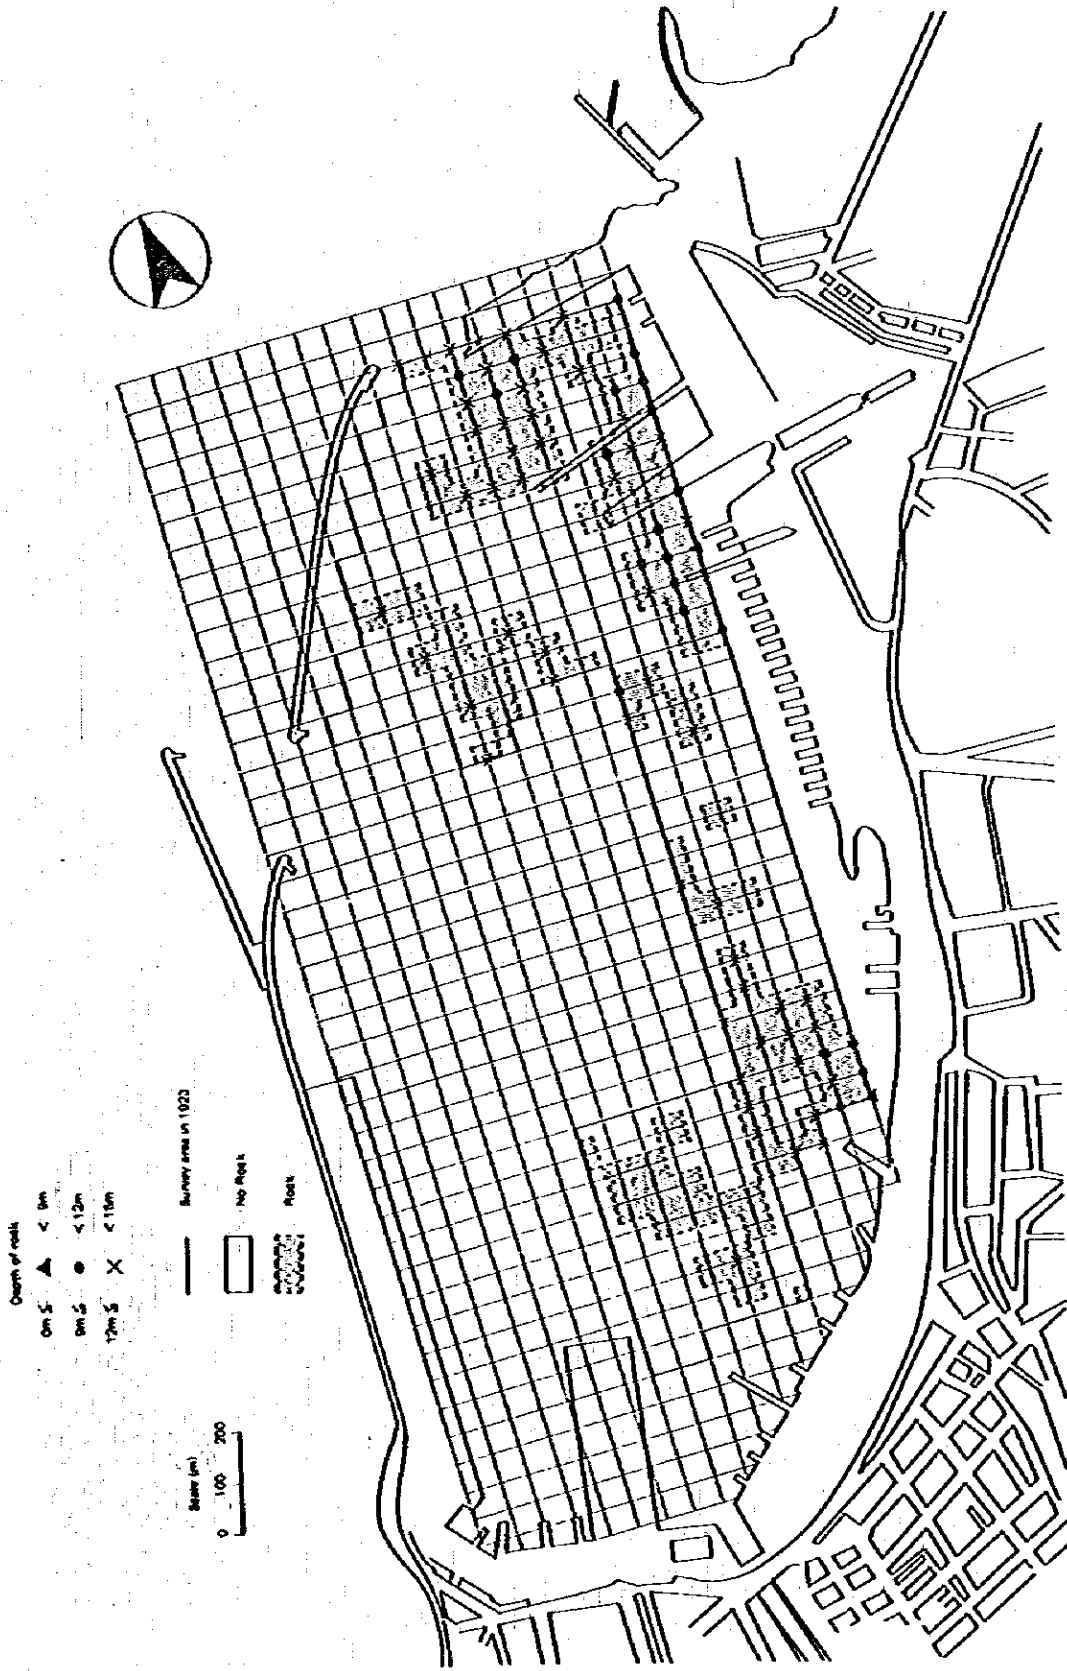 Depth of rock
0m ≤ ▲ < 9m
9m ≤ ● < 12m
12m ≤ X < 15m
Survey area in 1923
No Rock
Rock
Scale (m)
0 100 200